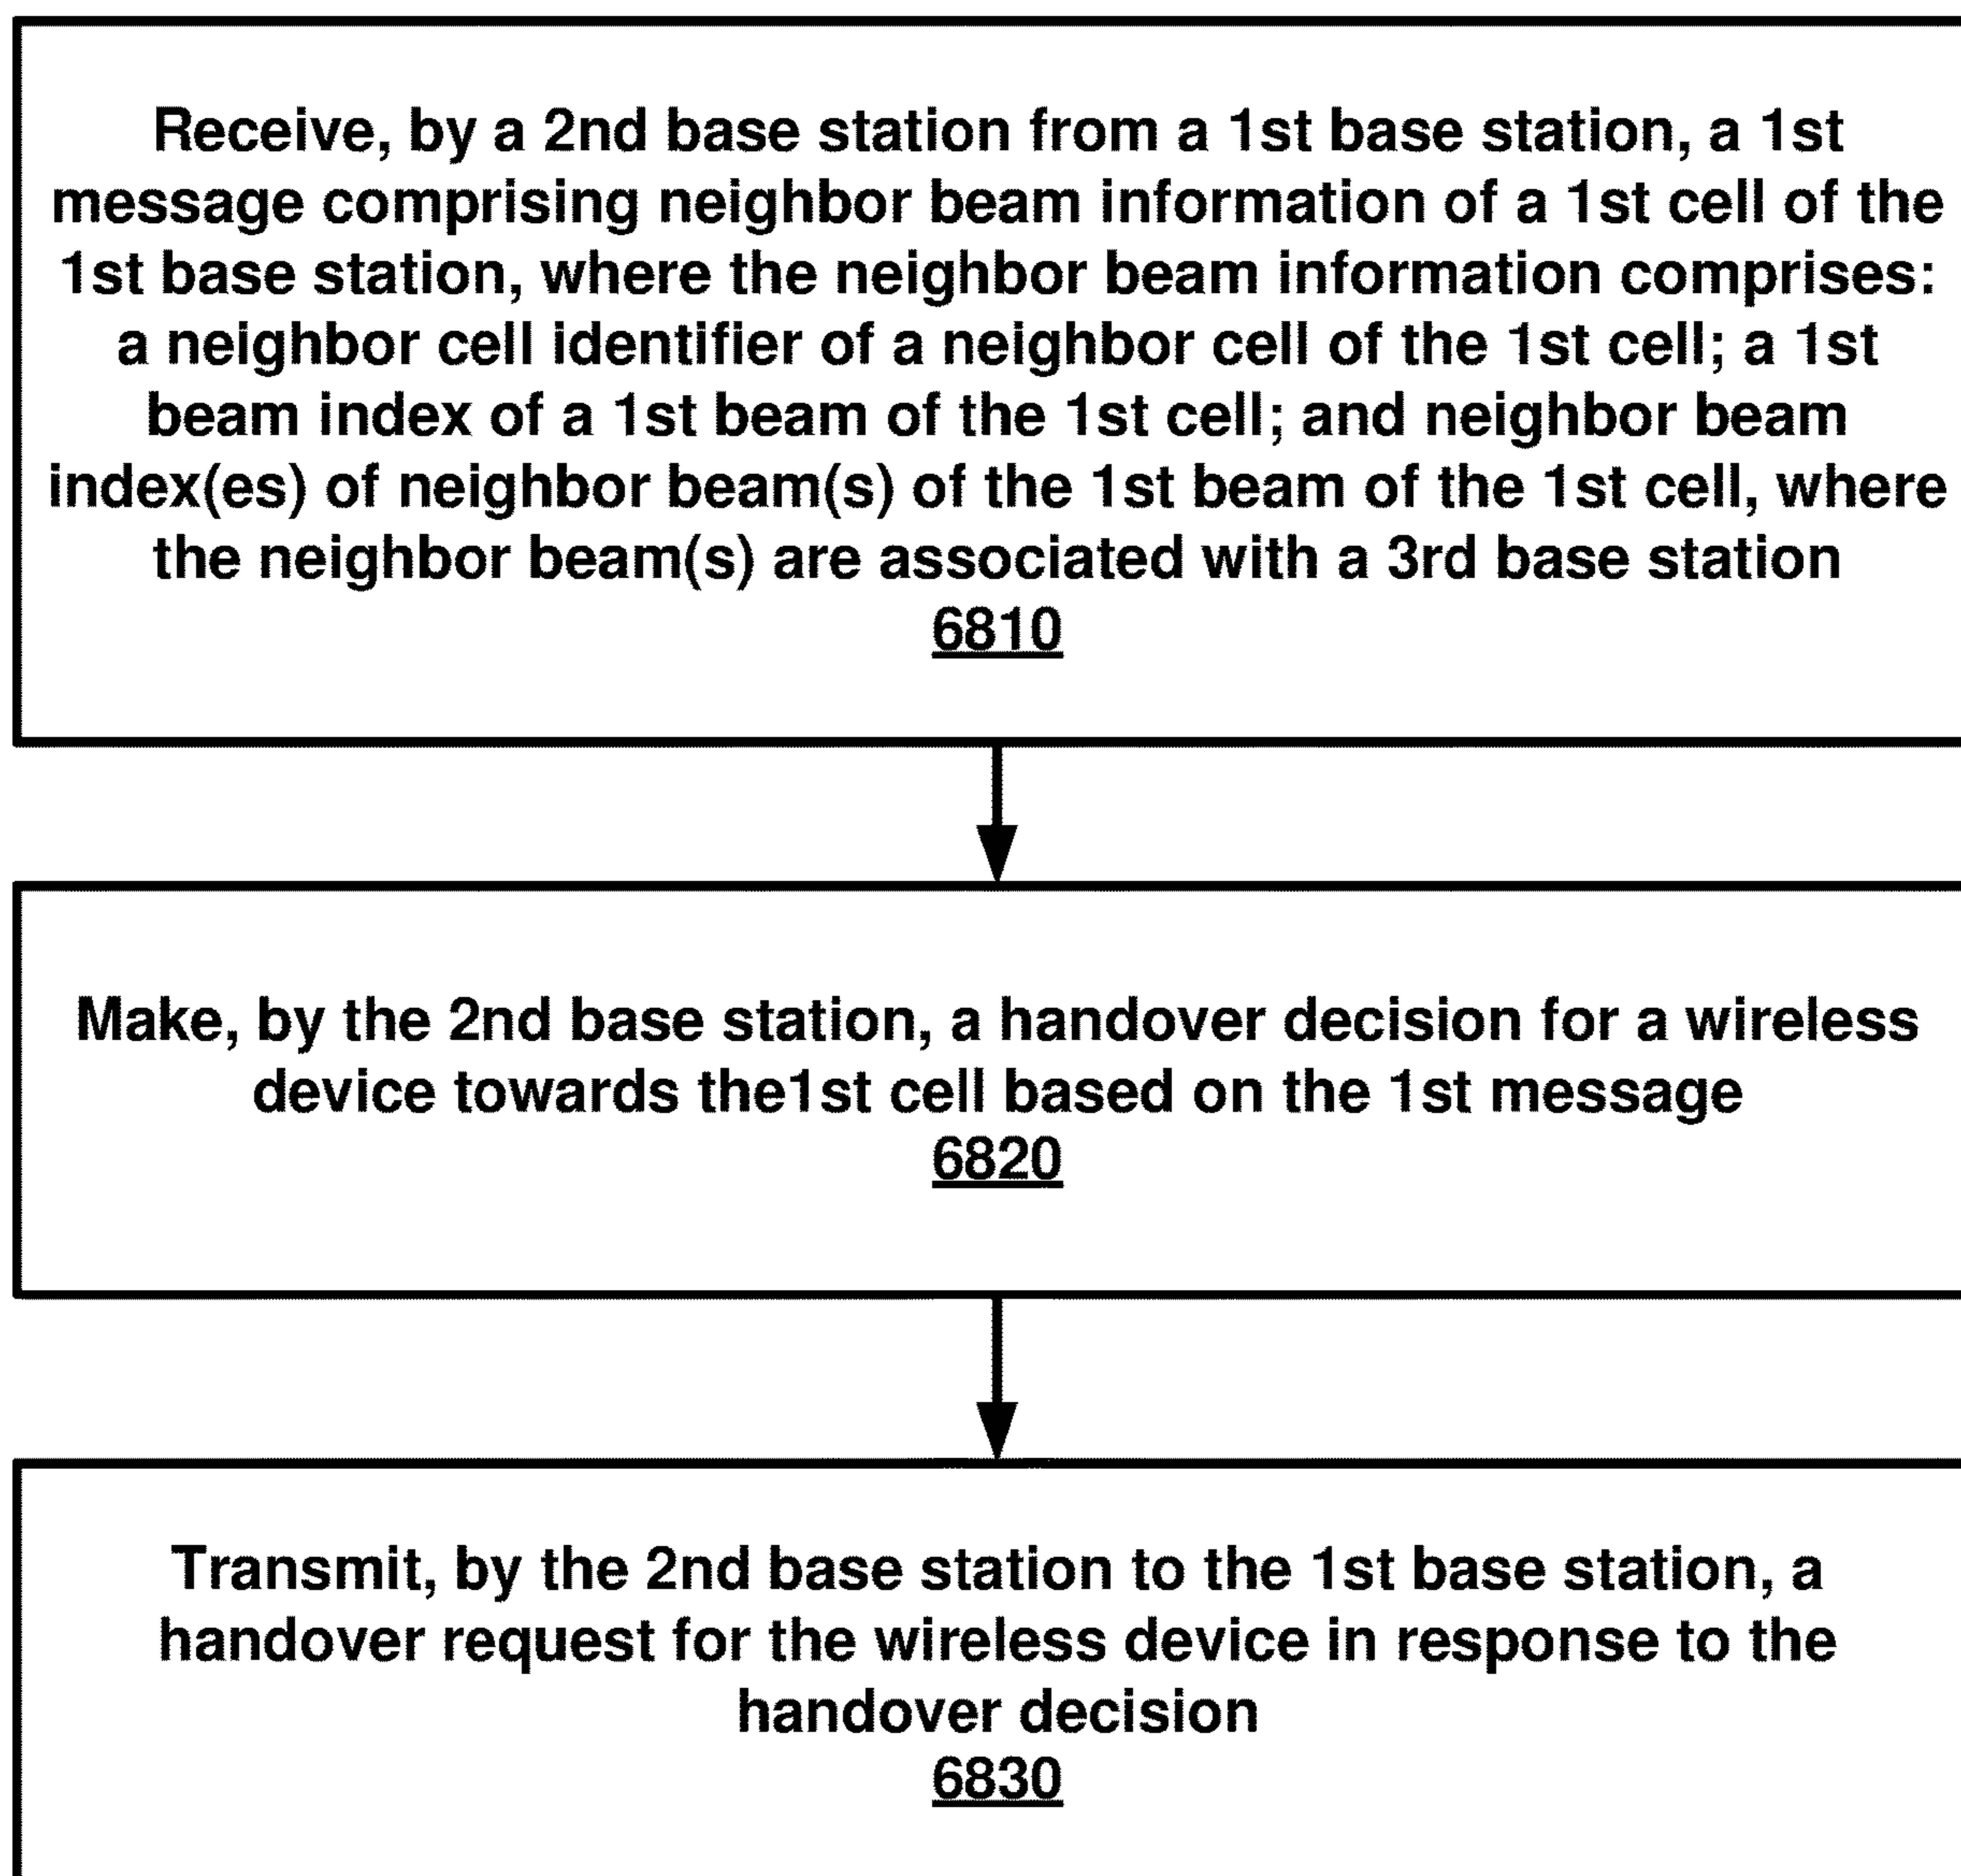 Receive, by a 2nd base station from a 1st base station, a 1st
message comprising neighbor beam information of a 1st cell of the
1st base station, where the neighbor beam information comprises:
a neighbor cell identifier of a neighbor cell of the 1st cell; a 1st
beam index of a 1st beam of the 1st cell; and neighbor beam
index(es) of neighbor beam(s) of the 1st beam of the 1st cell, where
the neighbor beam(s) are associated with a 3rd base station
6810
Make, by the 2nd base station, a handover decision for a wireless
device towards the1st cell based on the 1st message
6820
Transmit, by the 2nd base station to the 1st base station, a
handover request for the wireless device in response to the
handover decision
6830